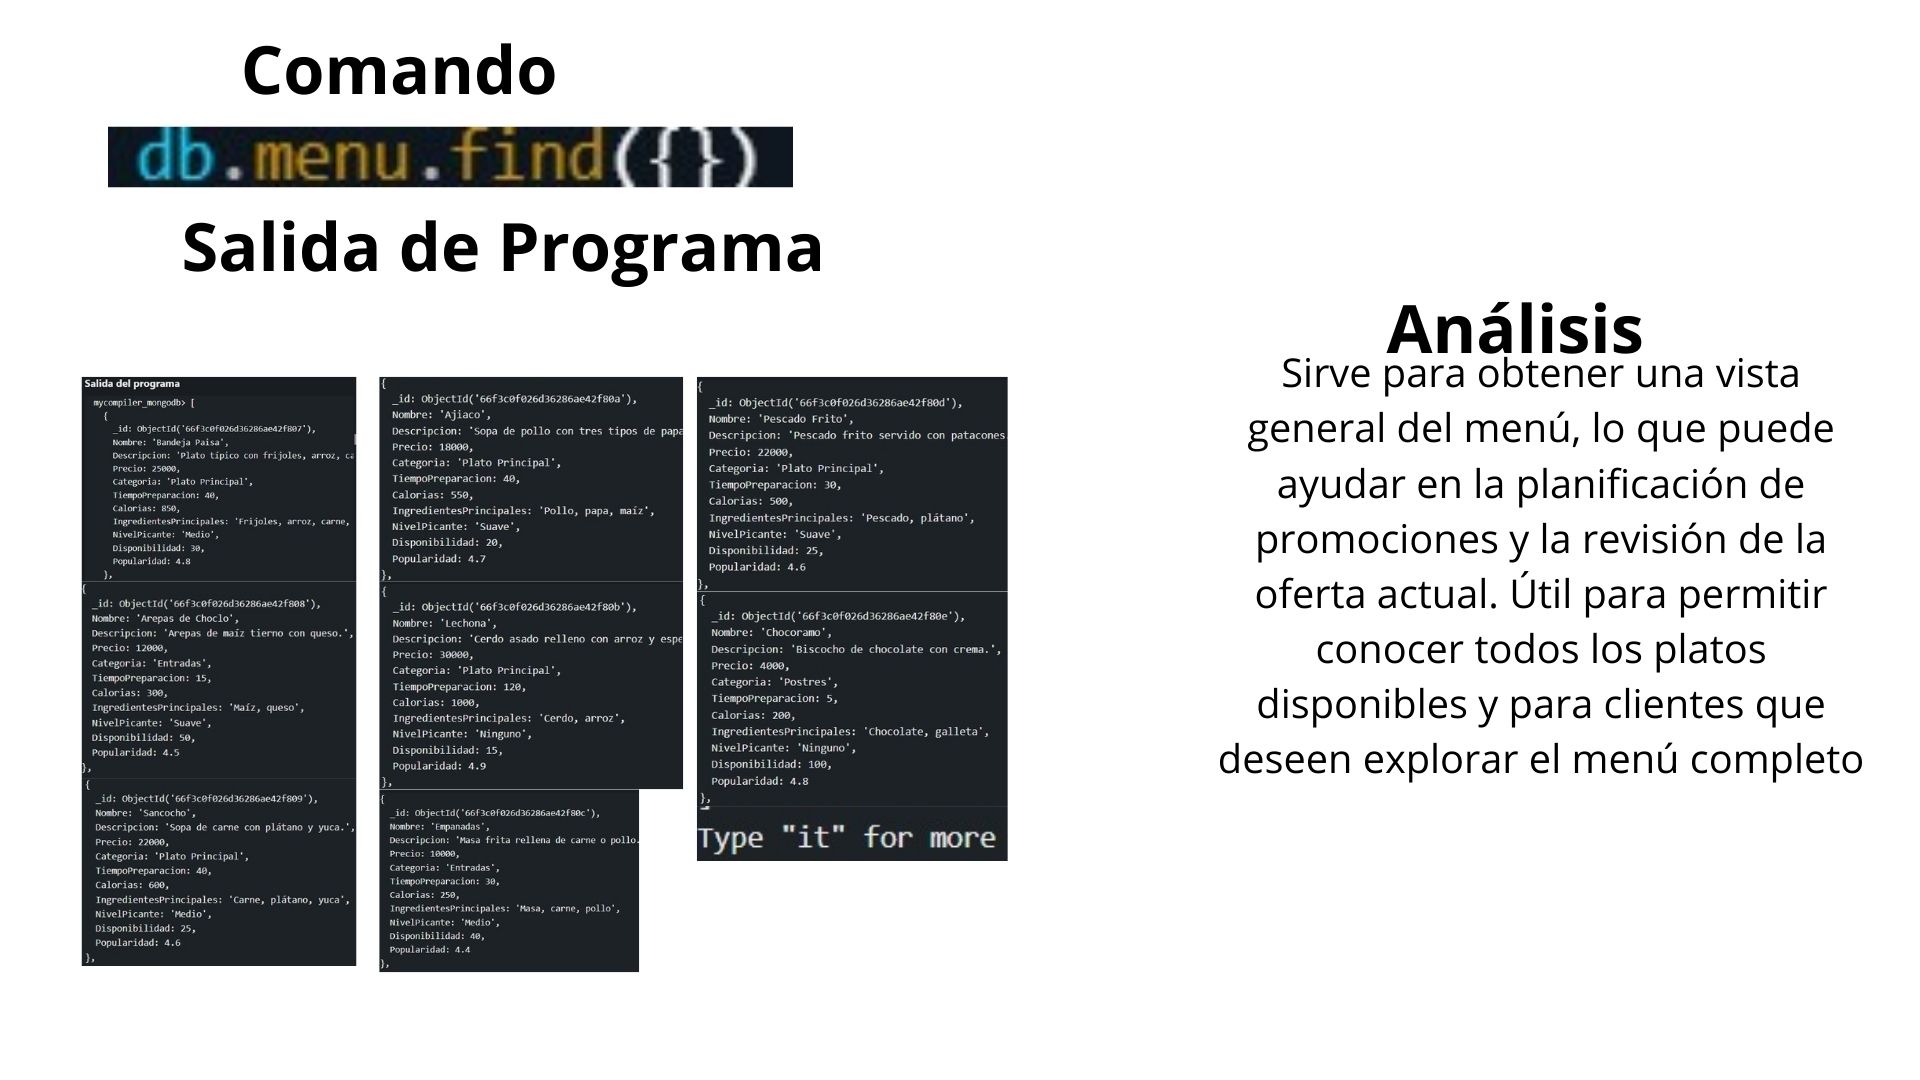 Comando
db.menu.find({})
Salida de Programa
Salida del programa
mycompiler_mongodb> [
{
_id: ObjectId('66f3c0f026d36286ae42f807'),
Nombre: 'Bandeja Paisa',
Descripcion: 'Plato típico con frijoles, arroz, ca
Precio: 25000,
Categoria: 'Plato Principal',
TiempoPreparacion: 40,
Calorias: 850,
IngredientesPrincipales: 'Frijoles, arroz, carne,
NivelPicante: 'Medio',
Disponibilidad: 30,
Popularidad: 4.8
},
{
_id: ObjectId('66f3c0f026d36286ae42f808'),
Nombre: 'Arepas de Choclo',
Descripcion: 'Arepas de maíz tierno con queso.',
Precio: 12000,
Categoria: 'Entradas',
TiempoPreparacion: 15,
Calorias: 300,
IngredientesPrincipales: 'Maíz, queso',
NivelPicante: 'Suave',
Disponibilidad: 50,
Popularidad: 4.5
},
{
_id: ObjectId('66f3c0f026d36286ae42f809'),
Nombre: 'Sancocho',
Descripcion: 'Sopa de carne con plátano y yuca.',
Precio: 22000,
Categoria: 'Plato Principal',
TiempoPreparacion: 40,
Calorias: 600,
IngredientesPrincipales: 'Carne, plátano, yuca',
NivelPicante: 'Medio',
Disponibilidad: 25,
Popularidad: 4.6
},
{
_id: ObjectId('66f3c0f026d36286ae42f80a'),
Nombre: 'Ajiaco',
Descripcion: 'Sopa de pollo con tres tipos de papa
Precio: 18000,
Categoria: 'Plato Principal',
TiempoPreparacion: 40,
Calorias: 550,
IngredientesPrincipales: 'Pollo, papa, maíz',
NivelPicante: 'Suave',
Disponibilidad: 20,
Popularidad: 4.7
},
{
_id: ObjectId('66f3c0f026d36286ae42f80b'),
Nombre: 'Lechona',
Descripcion: 'Cerdo asado relleno con arroz y espe
Precio: 30000,
Categoria: 'Plato Principal',
TiempoPreparacion: 120,
Calorias: 1000,
IngredientesPrincipales: 'Cerdo, arroz',
NivelPicante: 'Ninguno',
Disponibilidad: 15,
Popularidad: 4.9
},
{
_id: ObjectId('66f3c0f026d36286ae42f80c'),
Nombre: 'Empanadas',
Descripcion: 'Masa frita rellena de carne o pollo.
Precio: 10000,
Categoria: 'Entradas',
TiempoPreparacion: 30,
Calorias: 250,
IngredientesPrincipales: 'Masa, carne, pollo',
NivelPicante: 'Medio',
Disponibilidad: 40,
Popularidad: 4.4
},
{
_id: ObjectId('66f3c0f026d36286ae42f80d'),
Nombre: 'Pescado Frito',
Descripcion: 'Pescado frito servido con patacones
Precio: 22000,
Categoria: 'Plato Principal',
TiempoPreparacion: 30,
Calorias: 500,
IngredientesPrincipales: 'Pescado, plátano',
NivelPicante: 'Suave',
Disponibilidad: 25,
Popularidad: 4.6
},
{
_id: ObjectId('66f3c0f026d36286ae42f80e'),
Nombre: 'Chocoramo',
Descripcion: 'Biscocho de chocolate con crema.',
Precio: 4000,
Categoria: 'Postres',
TiempoPreparacion: 5,
Calorias: 200,
IngredientesPrincipales: 'Chocolate, galleta',
NivelPicante: 'Ninguno',
Disponibilidad: 100,
Popularidad: 4.8
},
Type "it" for more
Análisis
Sirve para obtener una vista
general del menú, lo que puede
ayudar en la planificación de
promociones y la revisión de la
oferta actual. Útil para permitir
conocer todos los platos
disponibles y para clientes que
deseen explorar el menú completo